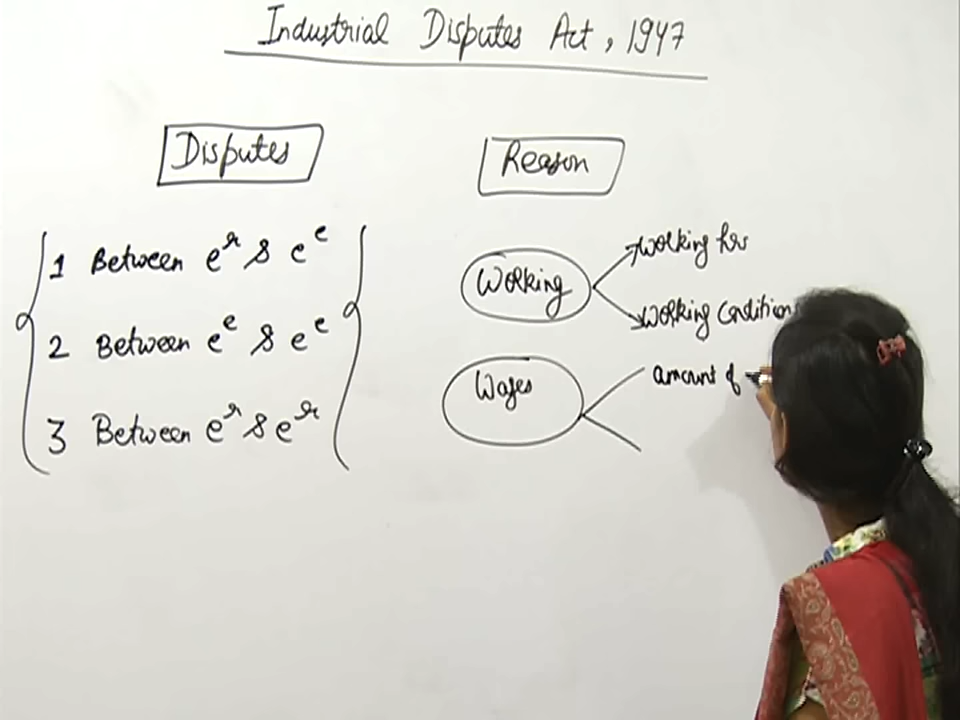 Industrial Disputes Act, 1947
Disputes
Reason
1 Between e^r & e^e
2 Between e^e & e^e
3 Between e^r & e^r
Working
Working hrs
Working Conditions
Wages
amount of